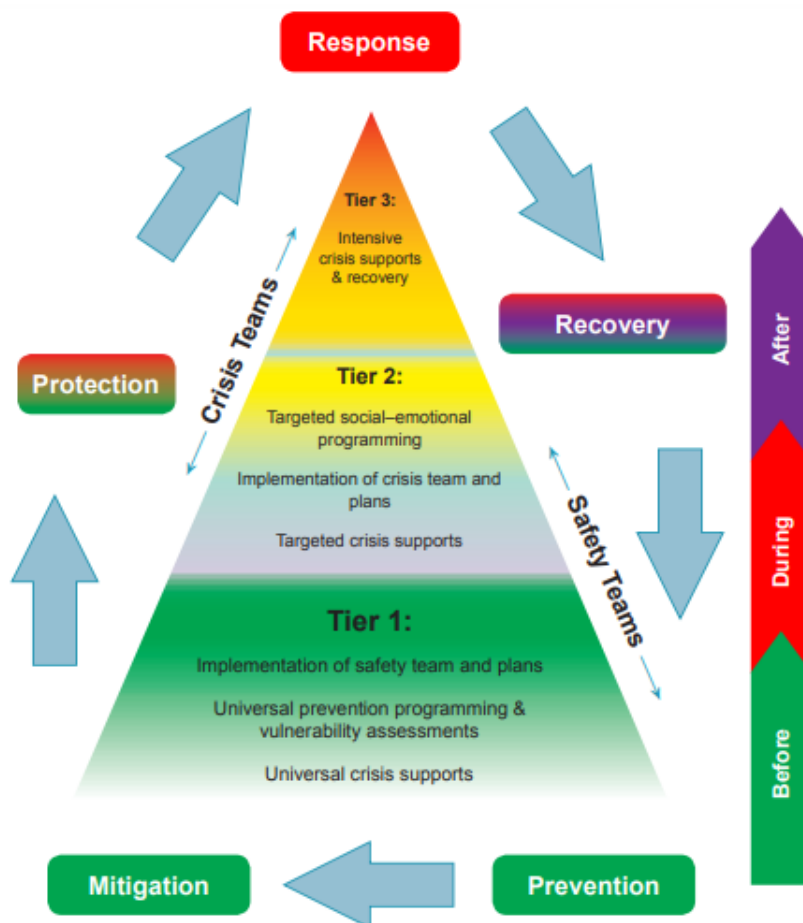 Response
Tier 3:
Intensive
crisis supports
& recovery
Crisis Teams
Recovery
Protection
Tier 2:
Targeted social–emotional
programming
Implementation of crisis team and
plans
Targeted crisis supports
Safety Teams
Tier 1:
Implementation of safety team and plans
Universal prevention programming &
vulnerability assessments
Universal crisis supports
Mitigation
Prevention
After
During
Before